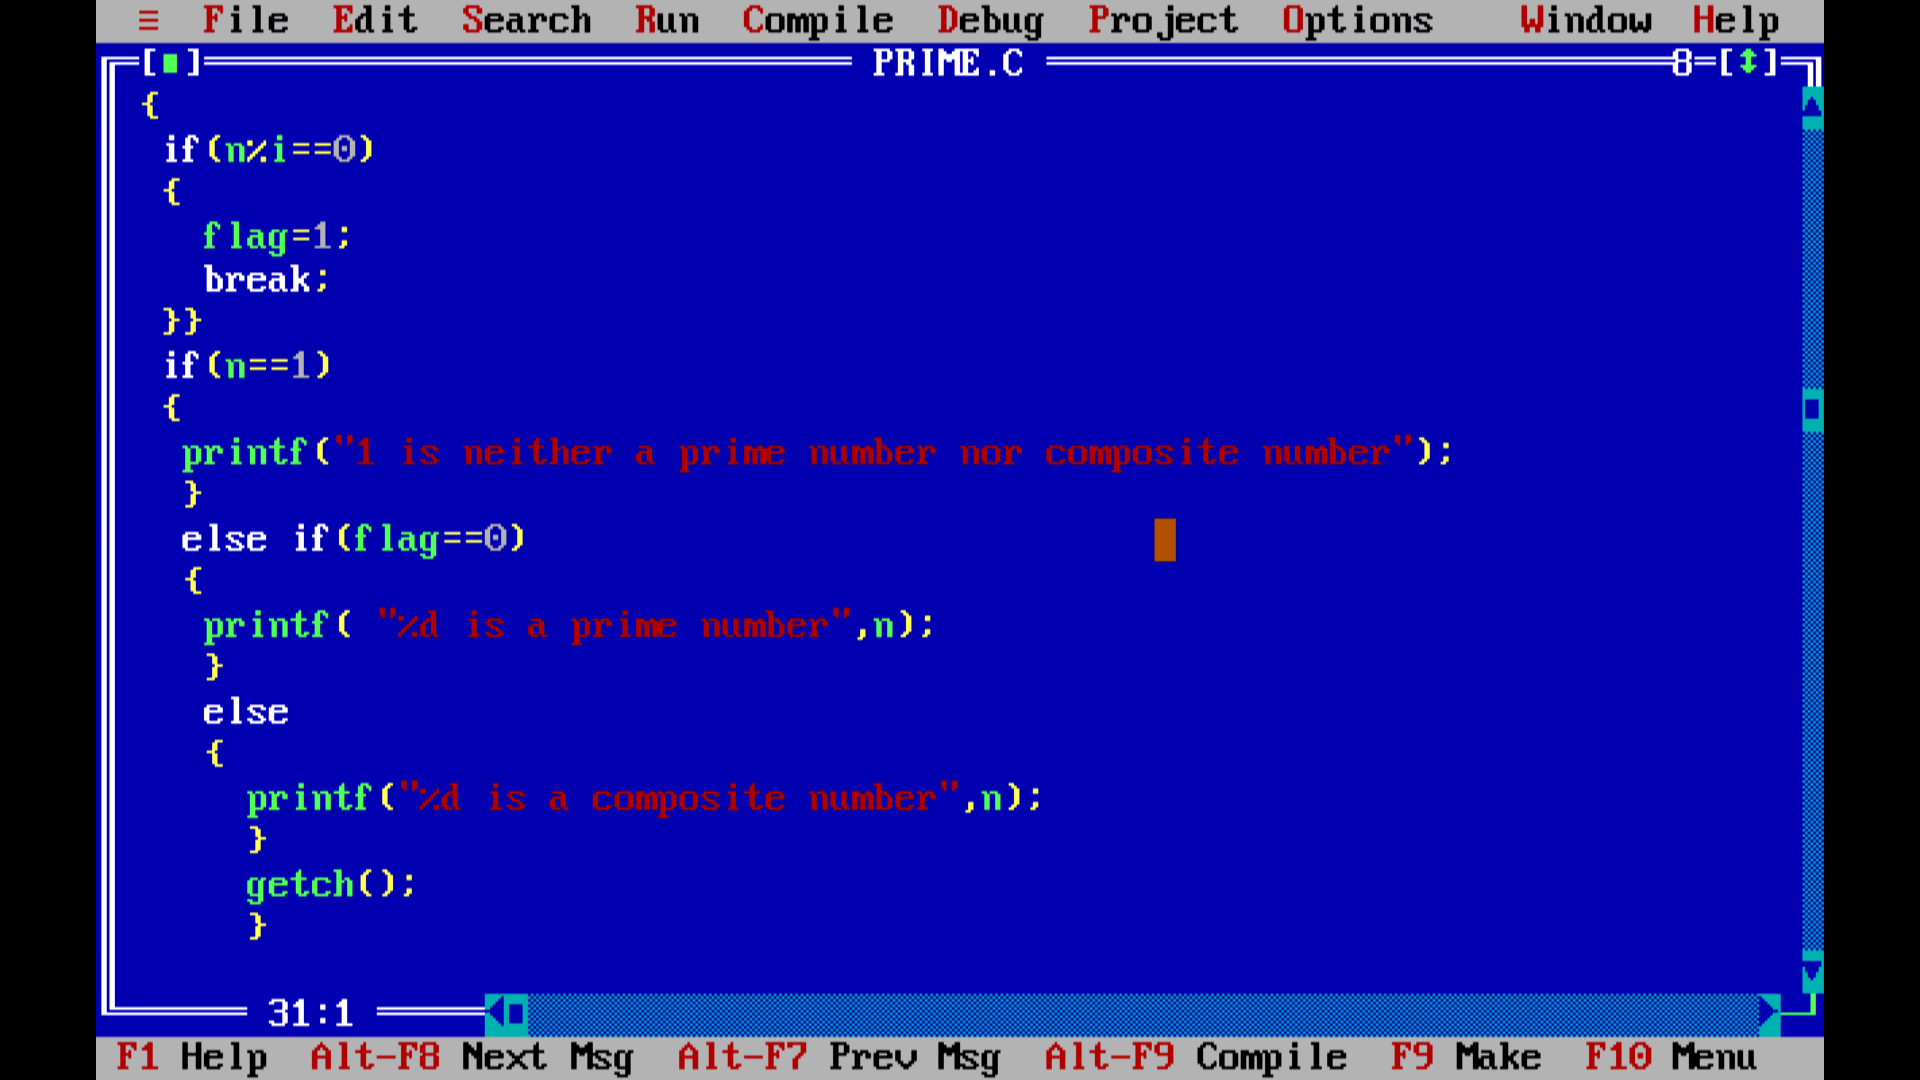 ≡ File Edit Search Run Compile Debug Project Options Window Help
[■] PRIME.C 8=[↕]
{
if(n%i==0)
{
flag=1;
break;
}}
if(n==1)
{
printf("1 is neither a prime number nor composite number");
}
else if(flag==0)
{
printf( "%d is a prime number",n);
}
else
{
printf("%d is a composite number",n);
}
getch();
}
31:1
F1 Help Alt-F8 Next Msg Alt-F7 Prev Msg Alt-F9 Compile F9 Make F10 Menu